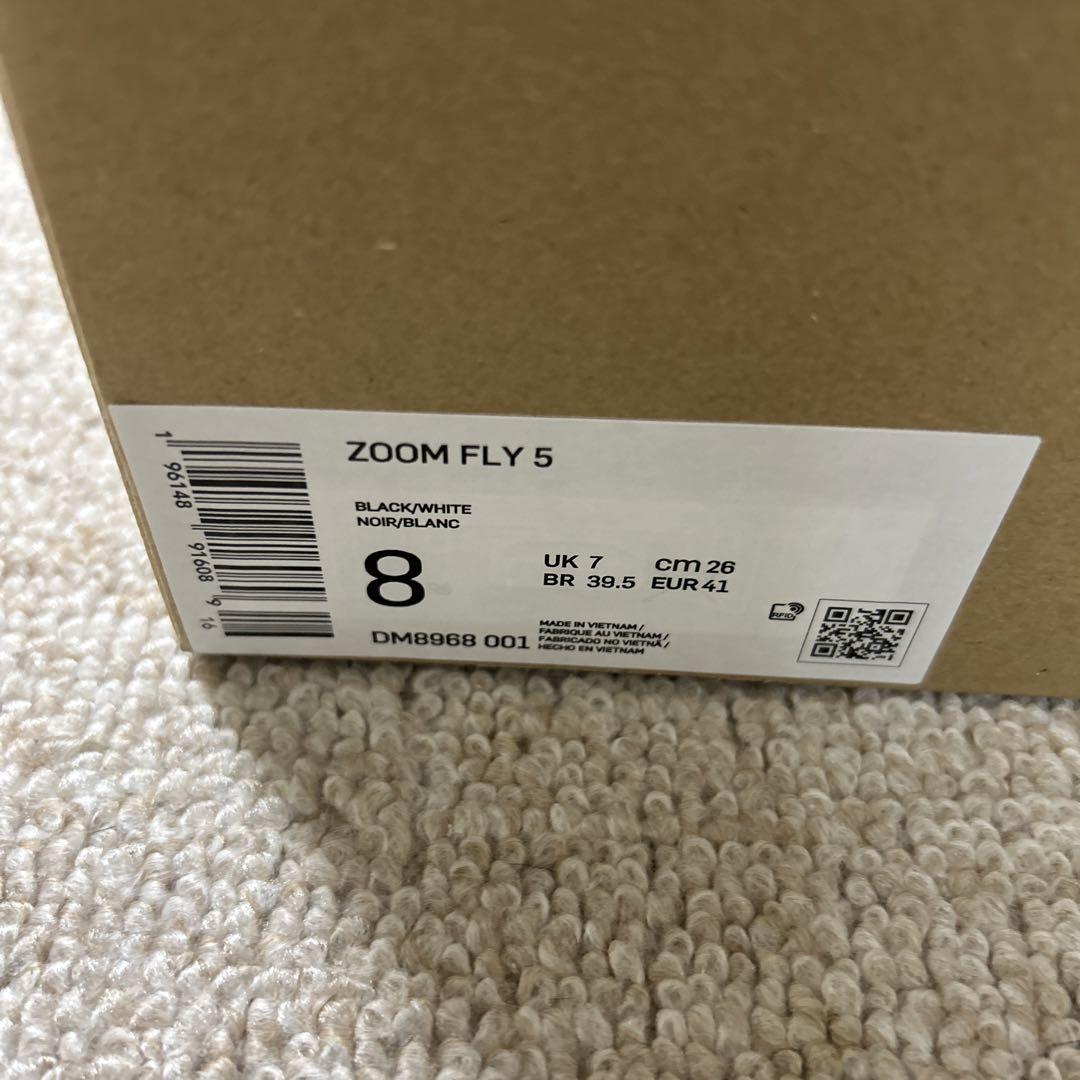 ZOOM FLY 5
BLACK/WHITE
NOIR/BLANC
8
UK 7 cm 26
BR 39.5 EUR 41
DM8968 001
MADE IN VIETNAM /
FABRIQUE AU VIETNAM /
FABRICADO NO VIETNÃ /
HECHO EN VIETNAM
RFID
1 96148 91608 9 16